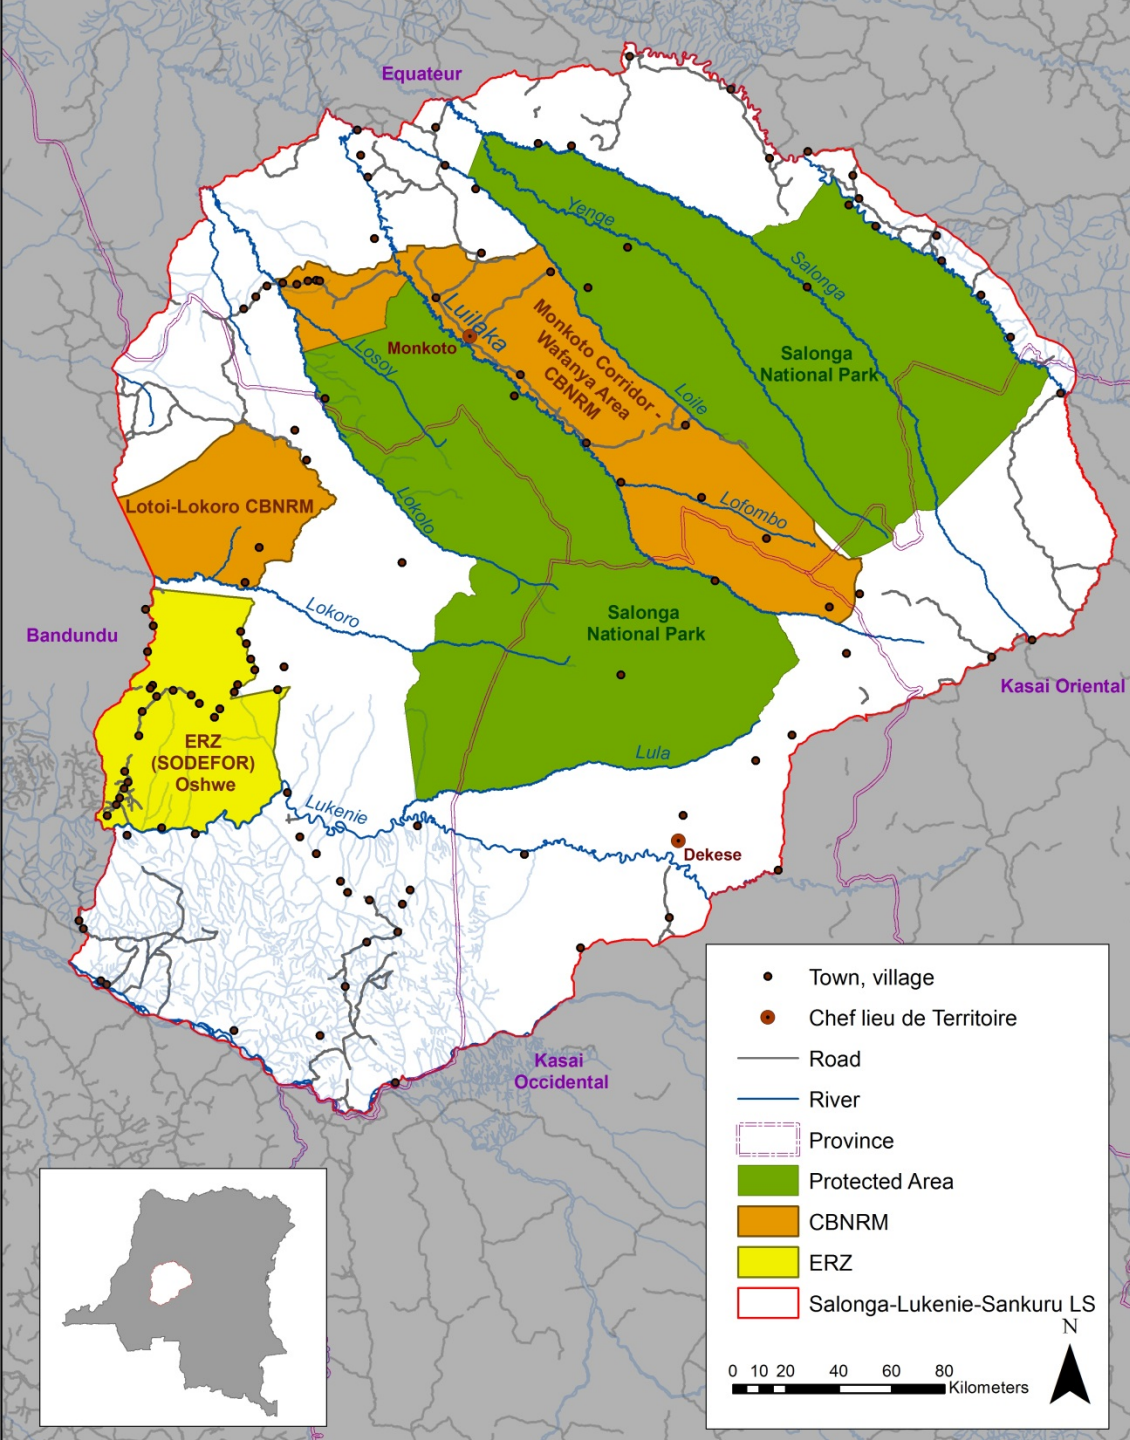 Equateur
Yenge
Salonga
Luilaka
Monkoto
Losoy
Monkoto Corridor -
Wafanya Area
CBNRM
Salonga
National Park
Loile
Lotoi-Lokoro CBNRM
Lokolo
Lofombo
Lokoro
Salonga
National Park
Bandundu
Kasai Oriental
ERZ
(SODEFOR)
Oshwe
Lula
Lukenie
Dekese
Kasai
Occidental
Town, village
Chef lieu de Territoire
Road
River
Province
Protected Area
CBNRM
ERZ
Salonga-Lukenie-Sankuru LS
N
0 10 20 40 60 80
Kilometers